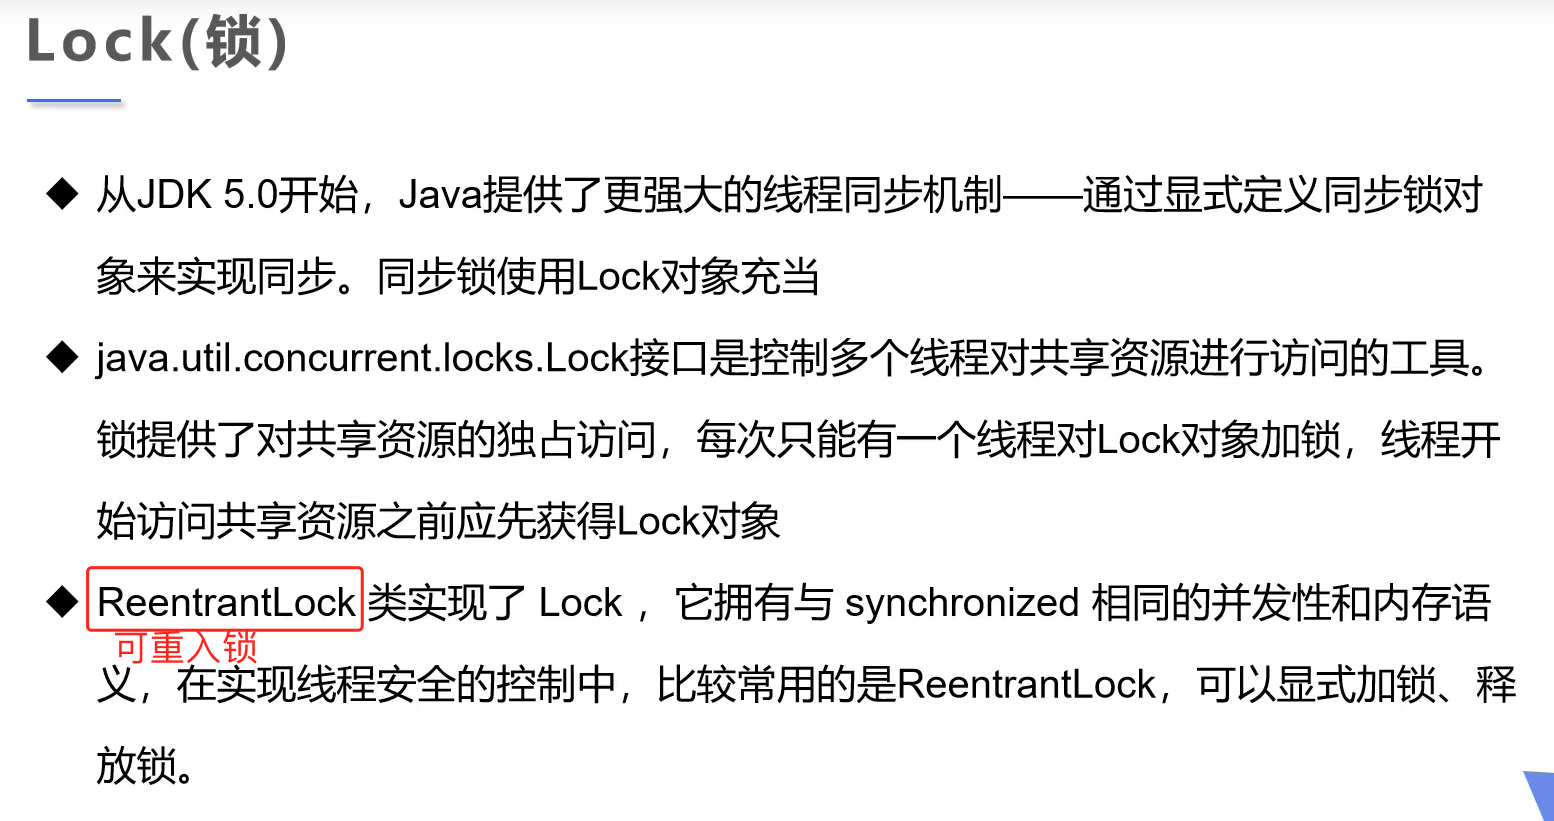 Lock(锁)
从JDK 5.0开始，Java提供了更强大的线程同步机制——通过显式定义同步锁对
象来实现同步。同步锁使用Lock对象充当
java.util.concurrent.locks.Lock接口是控制多个线程对共享资源进行访问的工具。
锁提供了对共享资源的独占访问，每次只能有一个线程对Lock对象加锁，线程开
始访问共享资源之前应先获得Lock对象
ReentrantLock 类实现了 Lock ，它拥有与 synchronized 相同的并发性和内存语
可重入锁
义，在实现线程安全的控制中，比较常用的是ReentrantLock，可以显式加锁、释
放锁。